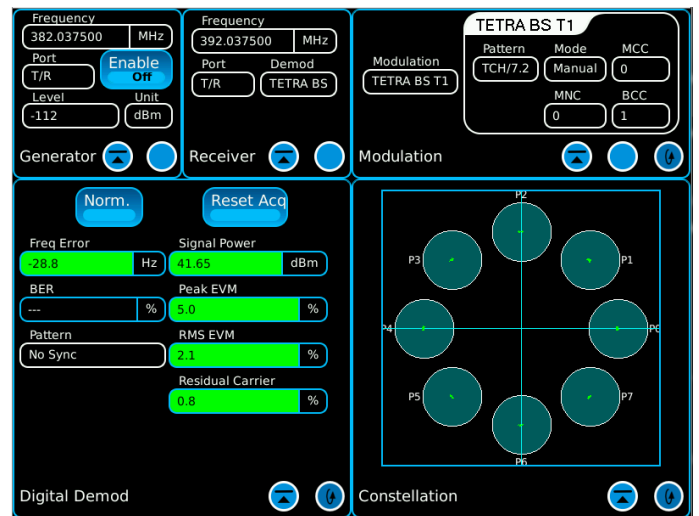 Frequency
382.037500 MHz
Port
T/R
Enable
Off
Level Unit
-112 dBm
Generator
Frequency
392.037500 MHz
Port Demod
T/R TETRA BS
Receiver
Modulation
TETRA BS T1
TETRA BS T1
Pattern Mode MCC
TCH/7.2 Manual 0
MNC BCC
0 1
Modulation
Norm. Reset Acq
Freq Error Signal Power
-28.8 Hz 41.65 dBm
BER Peak EVM
--- % 5.0 %
Pattern RMS EVM
No Sync 2.1 %
Residual Carrier
0.8 %
Digital Demod
P2
P3 P1
P4 P0
P5 P7
P6
Constellation